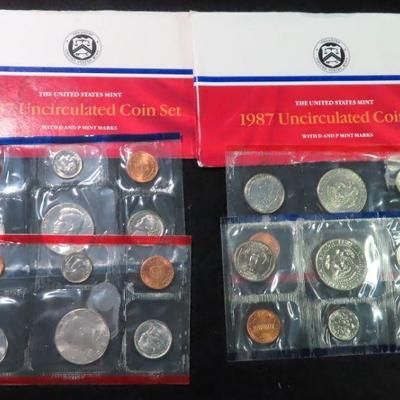 THE UNITED STATES MINT
87 Uncirculated Coin Set
WITH D AND P MINT MARKS
THE UNITED STATES MINT
1987 Uncirculated Coin
WITH D AND P MINT MARKS